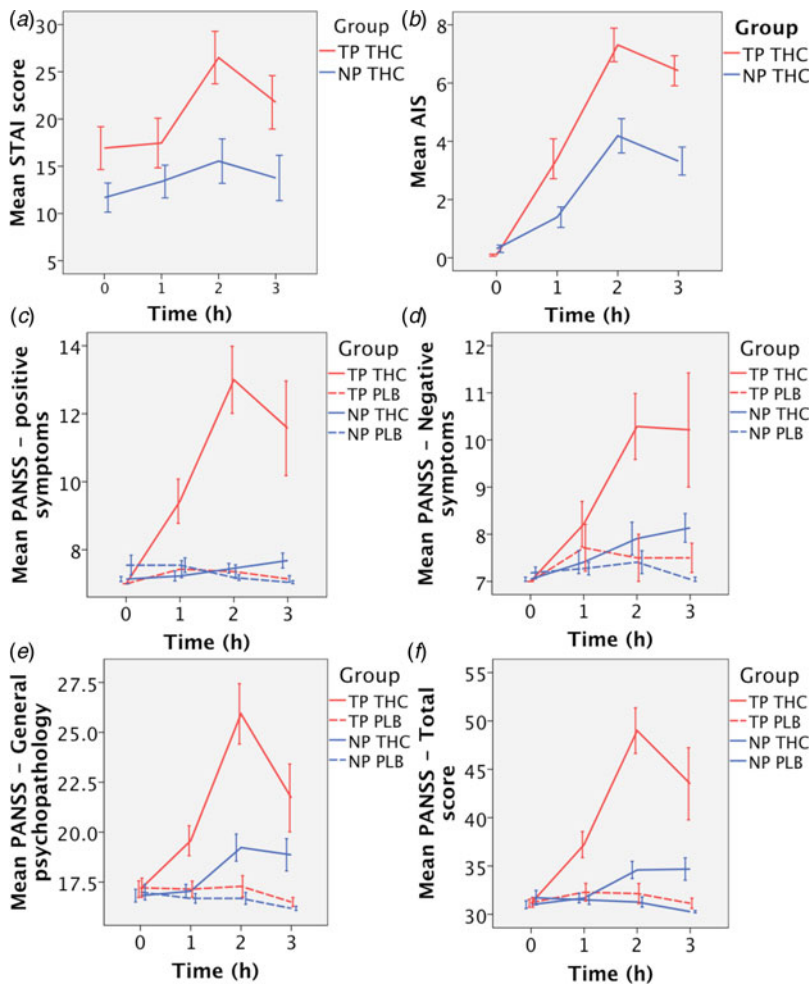 (a)
Group
TP THC
NP THC
Mean STAI score
30
25
20
15
10
5
0
1
2
3
Time (h)
(b)
Group
TP THC
NP THC
Mean AIS
8
6
4
2
0
0
1
2
3
Time (h)
(c)
Group
TP THC
TP PLB
NP THC
NP PLB
Mean PANSS – positive
symptoms
14
12
10
8
0
1
2
3
Time (h)
(d)
Group
TP THC
TP PLB
NP THC
NP PLB
Mean PANSS – Negative
symptoms
12
11
10
9
8
7
0
1
2
3
Time (h)
(e)
Group
TP THC
TP PLB
NP THC
NP PLB
Mean PANSS – General
psychopathology
27.5
25.0
22.5
20.0
17.5
0
1
2
3
Time (h)
(f)
Group
TP THC
TP PLB
NP THC
NP PLB
Mean PANSS – Total
score
55
50
45
40
35
30
0
1
2
3
Time (h)